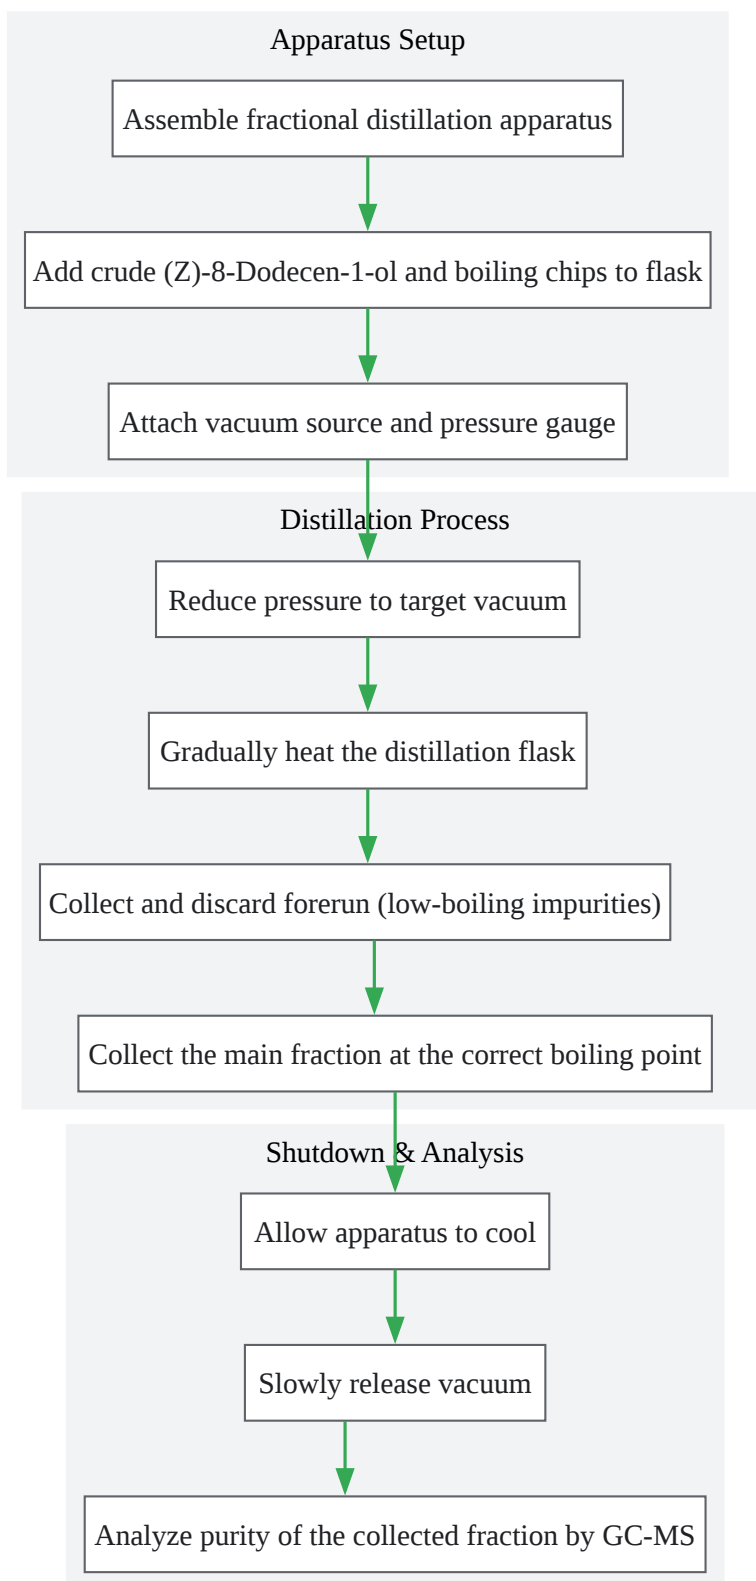 Apparatus Setup
Assemble fractional distillation apparatus
Add crude (Z)-8-Dodecen-1-ol and boiling chips to flask
Attach vacuum source and pressure gauge
Distillation Process
Reduce pressure to target vacuum
Gradually heat the distillation flask
Collect and discard forerun (low-boiling impurities)
Collect the main fraction at the correct boiling point
Shutdown & Analysis
Allow apparatus to cool
Slowly release vacuum
Analyze purity of the collected fraction by GC-MS